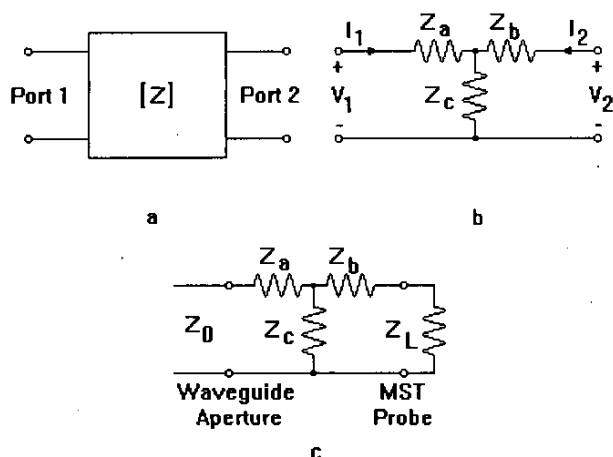 I1 Za Zb I2
+ +
Port 1 [Z] Port 2 V1 Zc V2
- -
a b
Za Zb
Z0 Zc ZL
Waveguide Aperture MST Probe
c